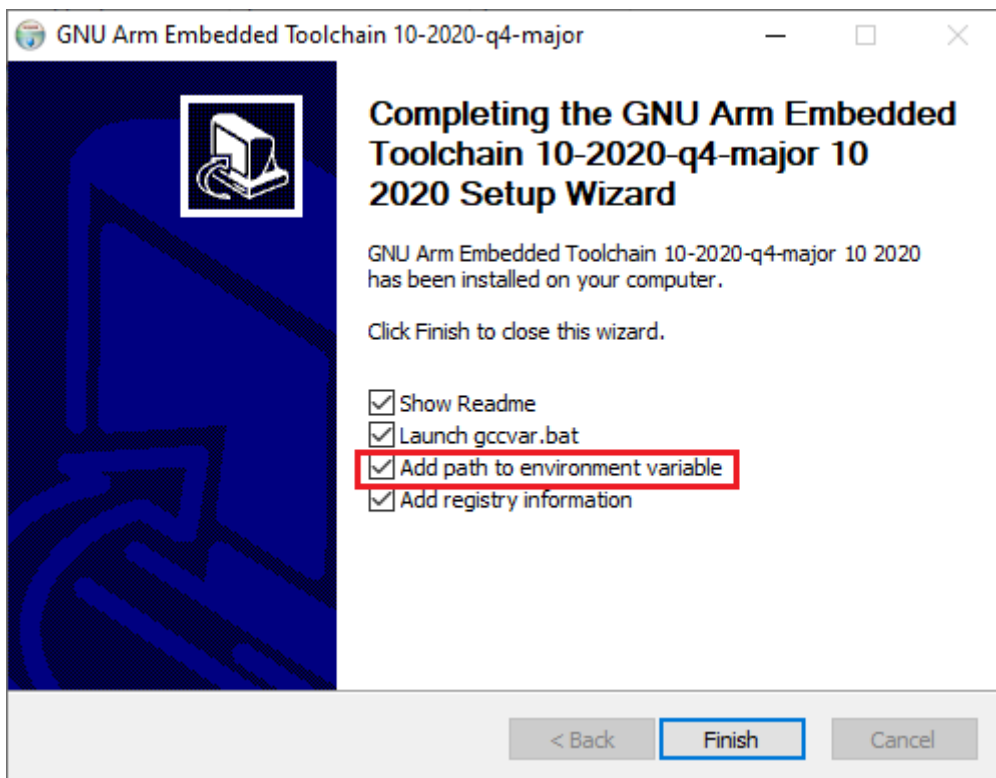 GNU Arm Embedded Toolchain 10-2020-q4-major
Completing the GNU Arm Embedded
Toolchain 10-2020-q4-major 10
2020 Setup Wizard
GNU Arm Embedded Toolchain 10-2020-q4-major 10 2020
has been installed on your computer.
Click Finish to close this wizard.
Show Readme
Launch gccvar.bat
Add path to environment variable
Add registry information
< Back
Finish
Cancel